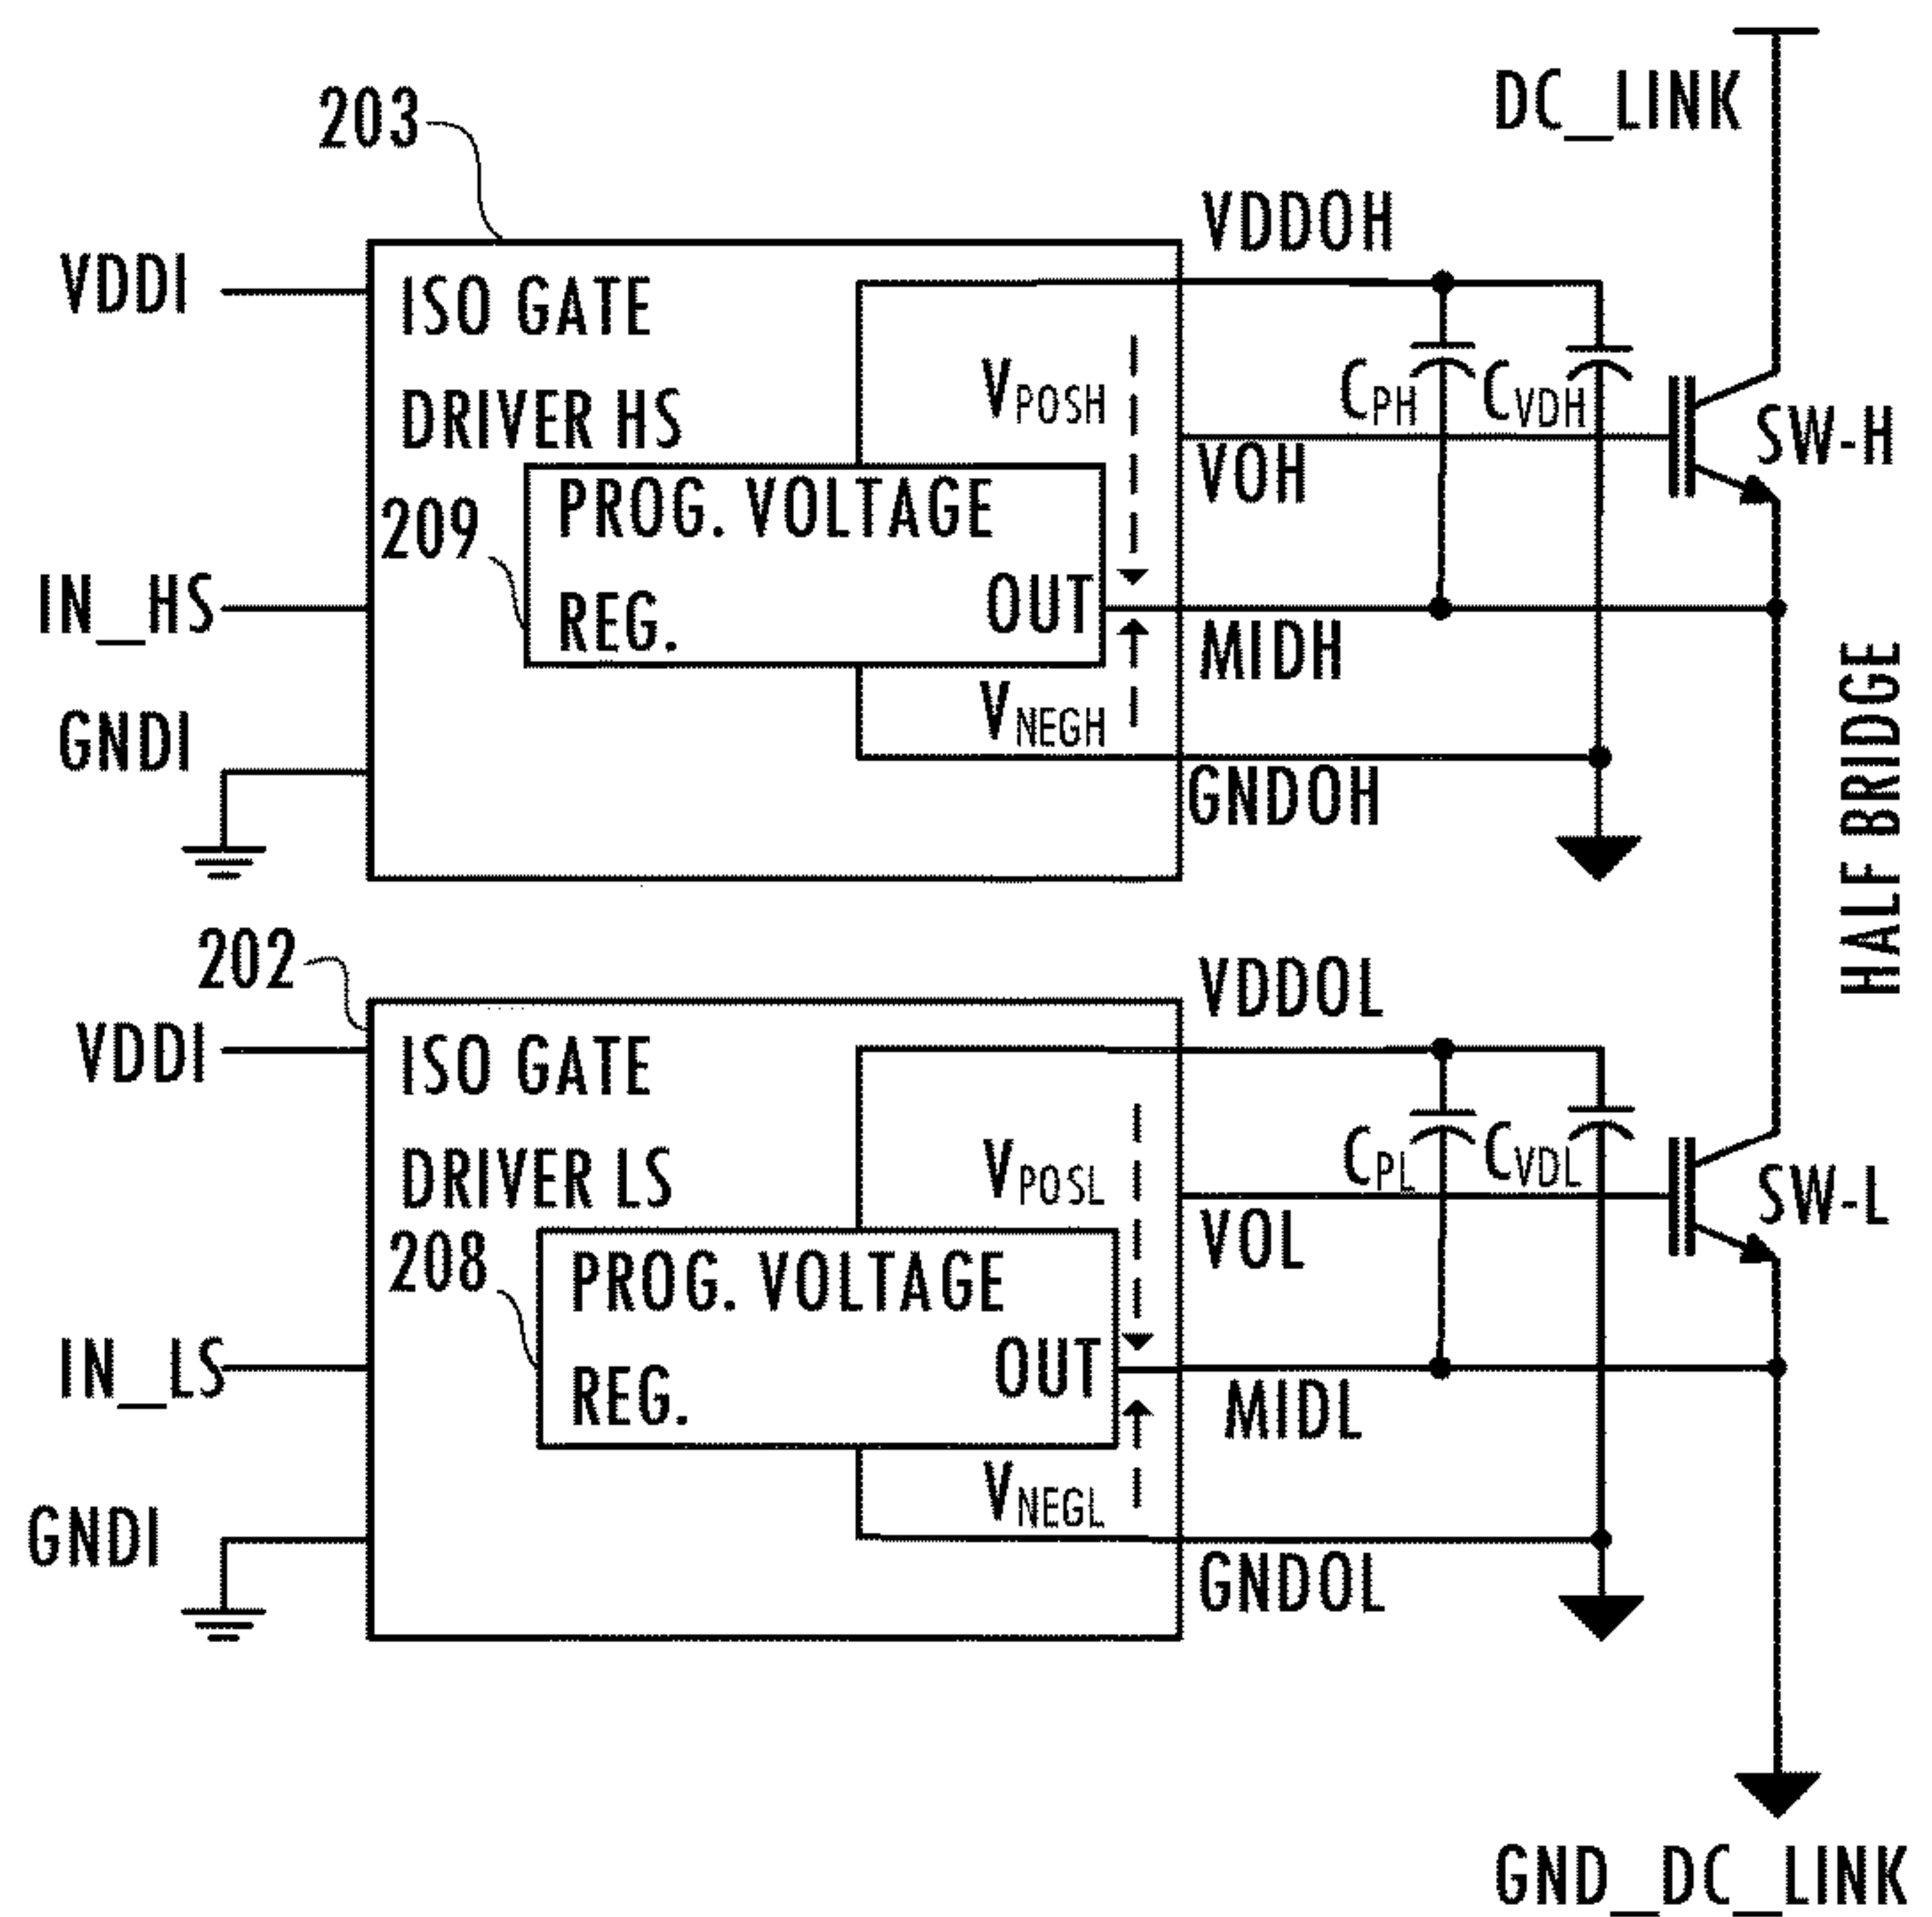 DC_LINK
203
VDDOH
VDDI
ISO GATE
DRIVER HS
VPOSH
CPH
CVDH
SW-H
VOH
209
PROG. VOLTAGE
REG.
OUT
IN_HS
MIDH
GNDI
VNEGH
GNDOH
HALF BRIDGE
202
VDDOL
VDDI
ISO GATE
DRIVER LS
VPOSL
CPL
CVDL
SW-L
VOL
208
PROG. VOLTAGE
REG.
OUT
IN_LS
MIDL
VNEGL
GNDI
GNDOL
GND_DC_LINK